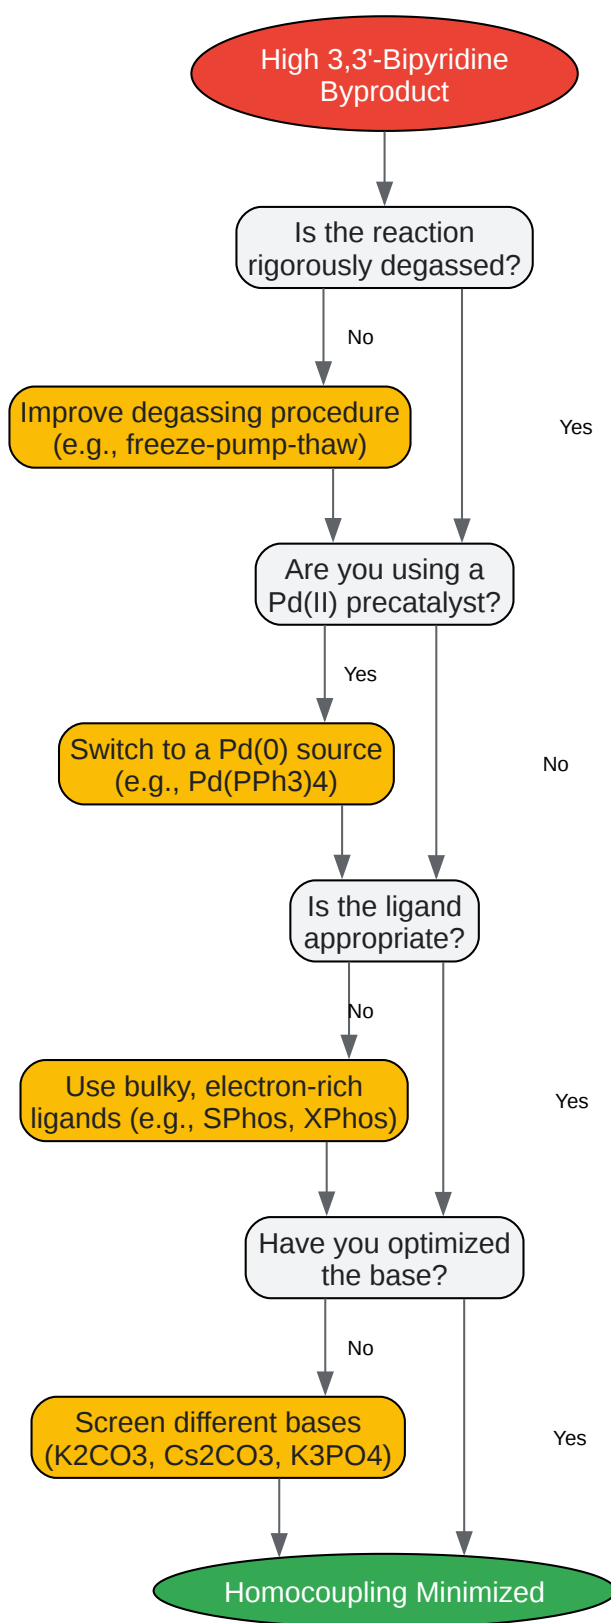 High 3,3'-Bipyridine
Byproduct
Is the reaction
rigorously degassed?
No
Improve degassing procedure
(e.g., freeze-pump-thaw)
Yes
Are you using a
Pd(II) precatalyst?
Yes
Switch to a Pd(0) source
(e.g., Pd(PPh3)4)
No
Is the ligand
appropriate?
No
Use bulky, electron-rich
ligands (e.g., SPhos, XPhos)
Yes
Have you optimized
the base?
No
Screen different bases
(K2CO3, Cs2CO3, K3PO4)
Yes
Homocoupling Minimized